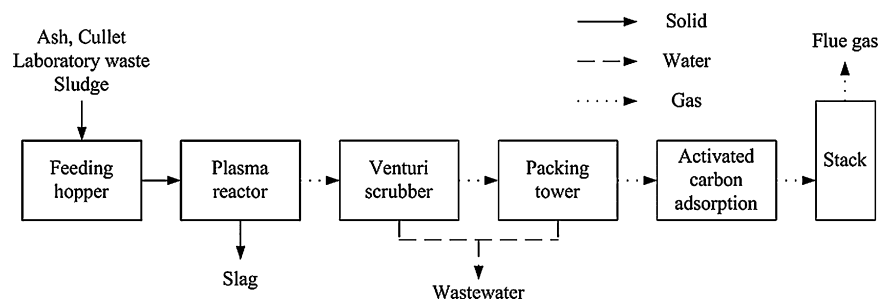 Ash, Cullet
Laboratory waste
Sludge
Solid
Water
Gas
Flue gas
Feeding
hopper
Plasma
reactor
Venturi
scrubber
Packing
tower
Activated
carbon
adsorption
Stack
Slag
Wastewater